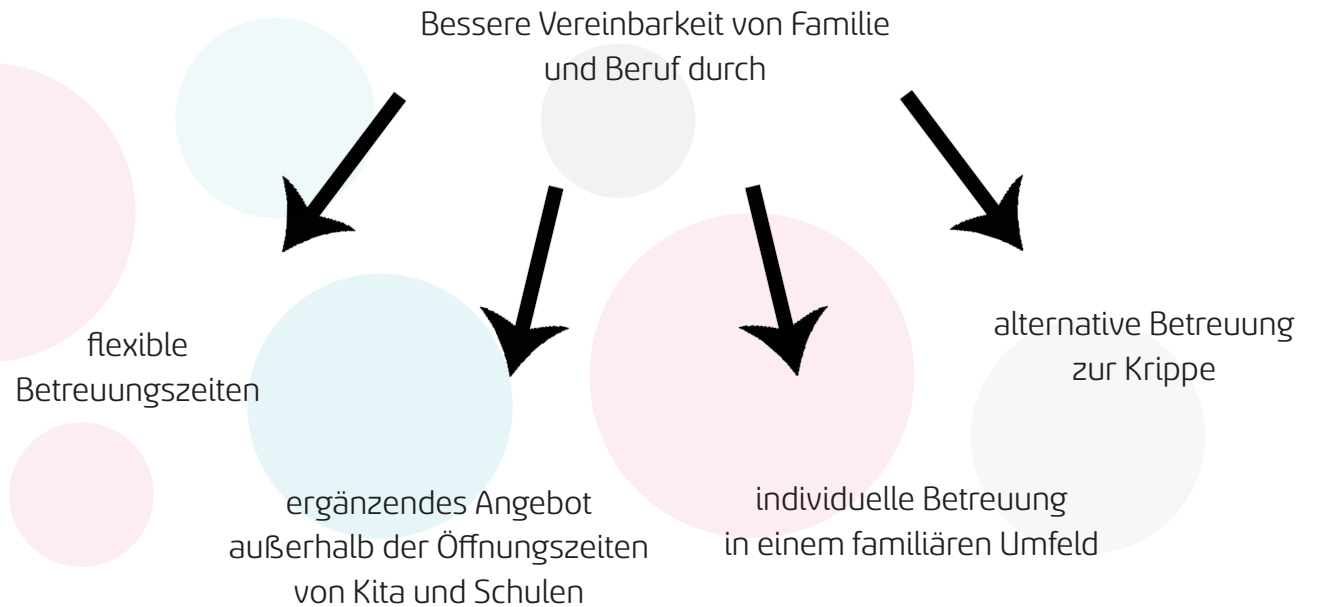 Bessere Vereinbarkeit von Familie
und Beruf durch
flexible
Betreuungszeiten
ergänzendes Angebot
außerhalb der Öffnungszeiten
von Kita und Schulen
individuelle Betreuung
in einem familiären Umfeld
alternative Betreuung
zur Krippe